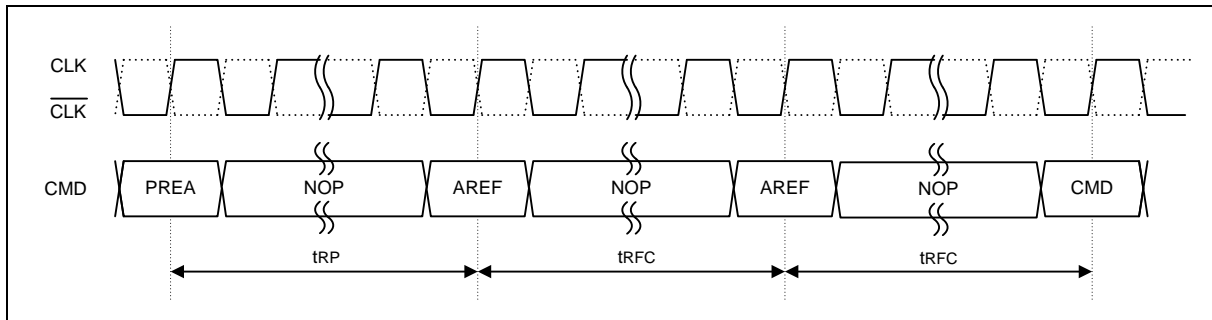 CLK
CLK
CMD PREA NOP AREF NOP AREF NOP CMD
tRP tRFC tRFC